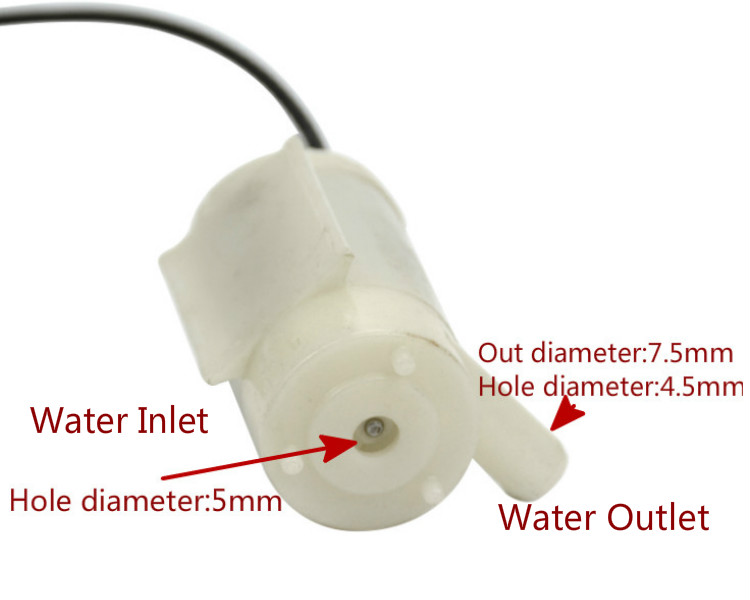 Out diameter:7.5mm
Hole diameter:4.5mm
Water Inlet
Hole diameter:5mm
Water Outlet